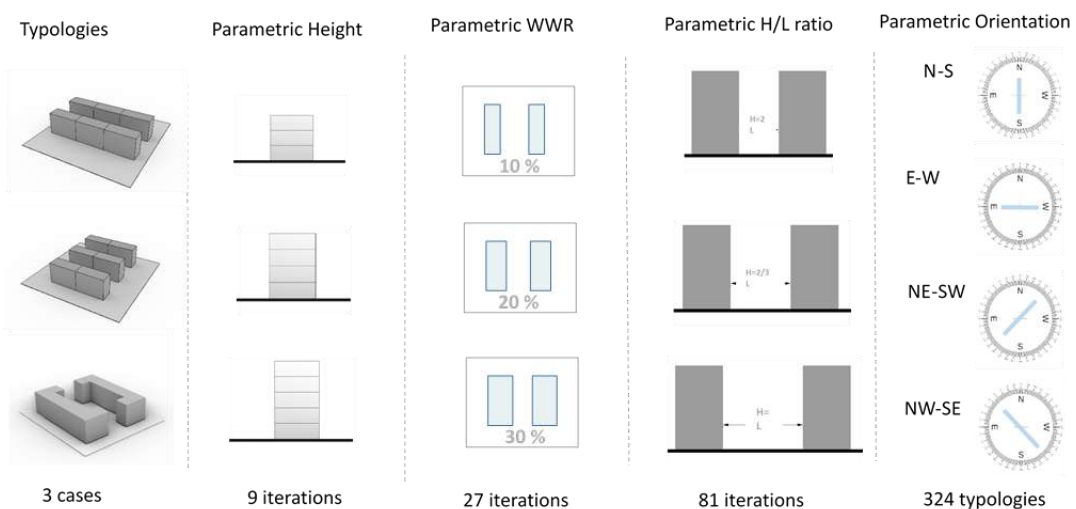 Typologies
Parametric Height
Parametric WWR
Parametric H/L ratio
Parametric Orientation
10 %
20 %
30 %
H=2
L
H=2/3
L
H=
L
N-S
N
E
W
S
E-W
N
E
W
S
NE-SW
N
E
W
S
NW-SE
N
E
W
S
3 cases
9 iterations
27 iterations
81 iterations
324 typologies